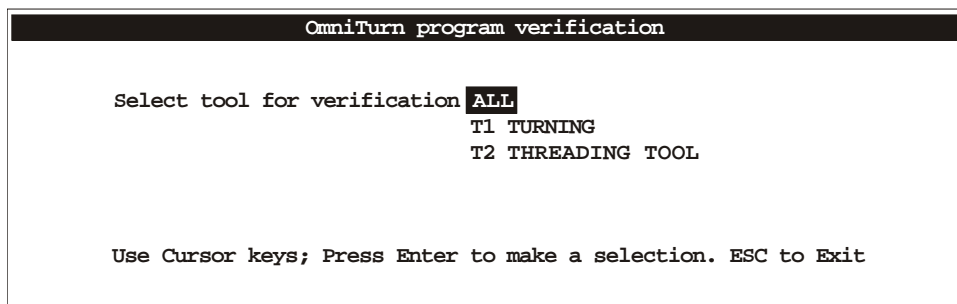 OmniTurn program verification
Select tool for verification ALL
T1 TURNING
T2 THREADING TOOL
Use Cursor keys; Press Enter to make a selection. ESC to Exit